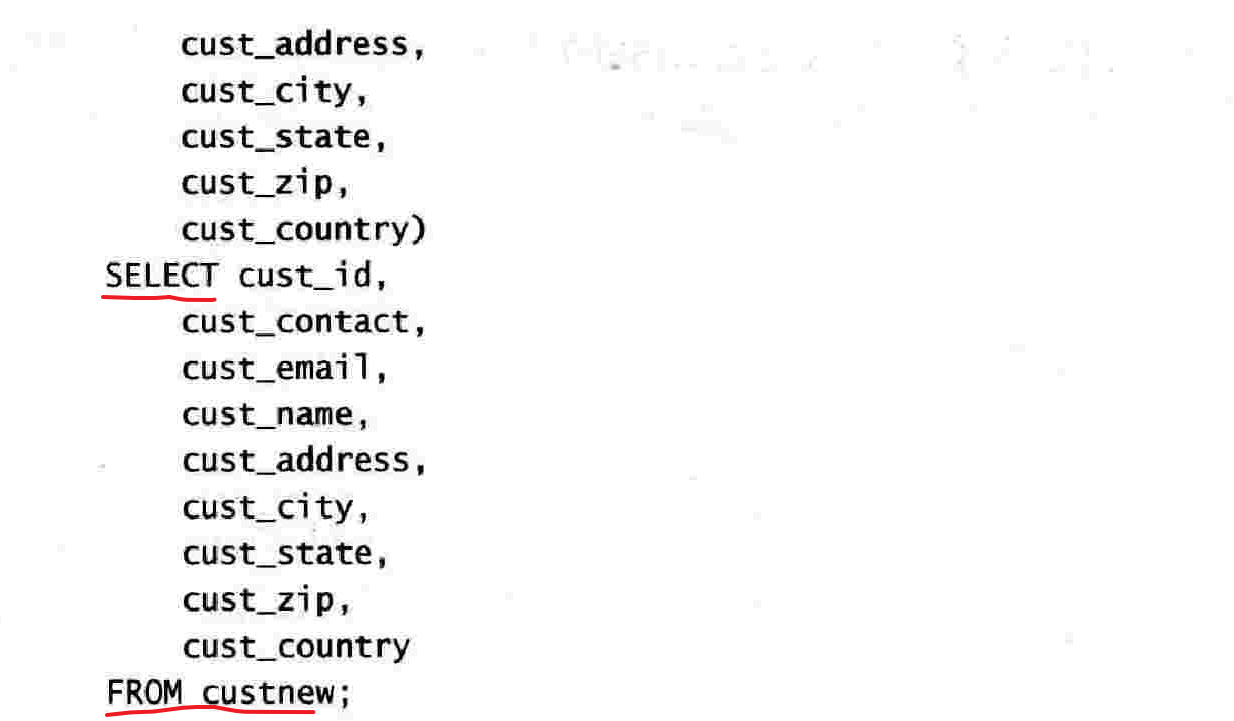 cust_address,
cust_city,
cust_state,
cust_zip,
cust_country)
SELECT cust_id,
cust_contact,
cust_email,
cust_name,
cust_address,
cust_city,
cust_state,
cust_zip,
cust_country
FROM custnew;